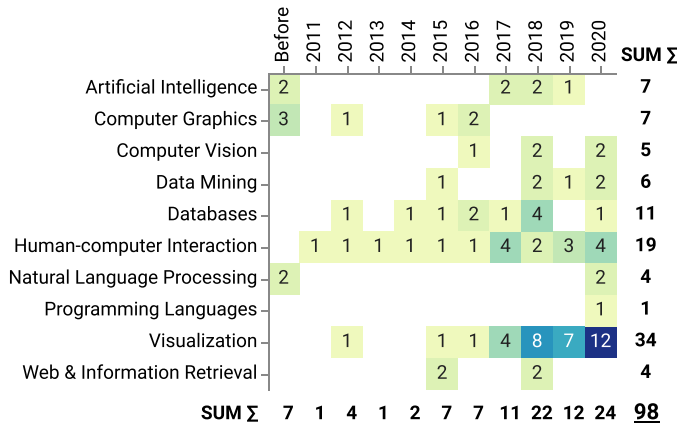 Before 2011 2012 2013 2014 2015 2016 2017 2018 2019 2020 SUM Σ
Artificial Intelligence 2 2 2 1 7
Computer Graphics 3 1 1 2 7
Computer Vision 1 2 2 5
Data Mining 1 2 1 2 6
Databases 1 1 1 2 1 4 1 11
Human-computer Interaction 1 1 1 1 1 1 4 2 3 4 19
Natural Language Processing 2 2 4
Programming Languages 1 1
Visualization 1 1 1 4 8 7 12 34
Web & Information Retrieval 2 2 4
SUM Σ 7 1 4 1 2 7 7 11 22 12 24 98